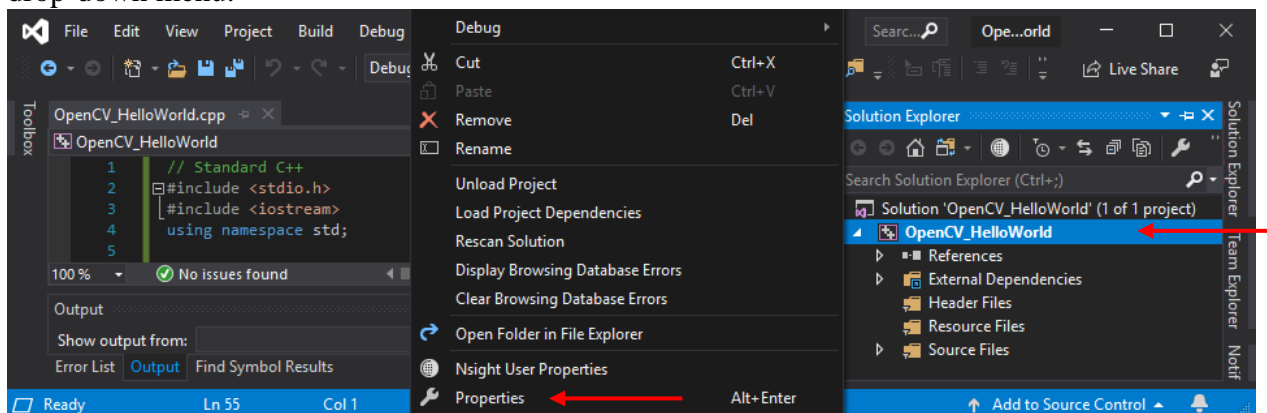 drop-down menu.
File Edit View Project Build Debug
Searc... Ope...orld
Debug
Live Share
Toolbox
OpenCV_HelloWorld.cpp
OpenCV_HelloWorld
1 // Standard C++
2 #include <stdio.h>
3 #include <iostream>
4 using namespace std;
5
100 % No issues found
Output
Show output from:
Error List Output Find Symbol Results
Ready Ln 55 Col 1
Debug
Cut Ctrl+X
Paste Ctrl+V
Remove Del
Rename
Unload Project
Load Project Dependencies
Rescan Solution
Display Browsing Database Errors
Clear Browsing Database Errors
Open Folder in File Explorer
Nsight User Properties
Properties Alt+Enter
Solution Explorer
Search Solution Explorer (Ctrl+;)
Solution 'OpenCV_HelloWorld' (1 of 1 project)
OpenCV_HelloWorld
References
External Dependencies
Header Files
Resource Files
Source Files
Add to Source Control
Solution Explorer
Team Explorer
Notif